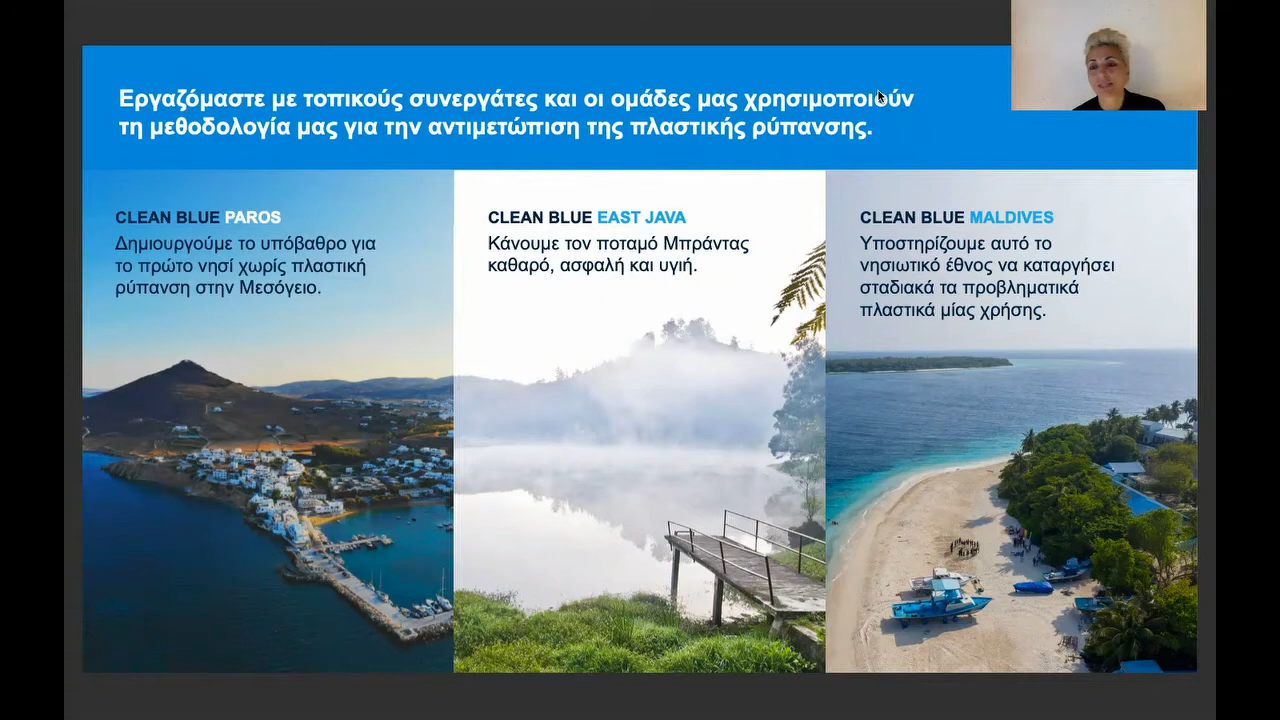 Εργαζόμαστε με τοπικούς συνεργάτες και οι ομάδες μας χρησιμοποιούν
τη μεθοδολογία μας για την αντιμετώπιση της πλαστικής ρύπανσης.
CLEAN BLUE PAROS
Δημιουργούμε το υπόβαθρο για
το πρώτο νησί χωρίς πλαστική
ρύπανση στην Μεσόγειο.
CLEAN BLUE EAST JAVA
Κάνουμε τον ποταμό Μπράντας
καθαρό, ασφαλή και υγιή.
CLEAN BLUE MALDIVES
Υποστηρίζουμε αυτό το
νησιωτικό έθνος να καταργήσει
σταδιακά τα προβληματικά
πλαστικά μίας χρήσης.